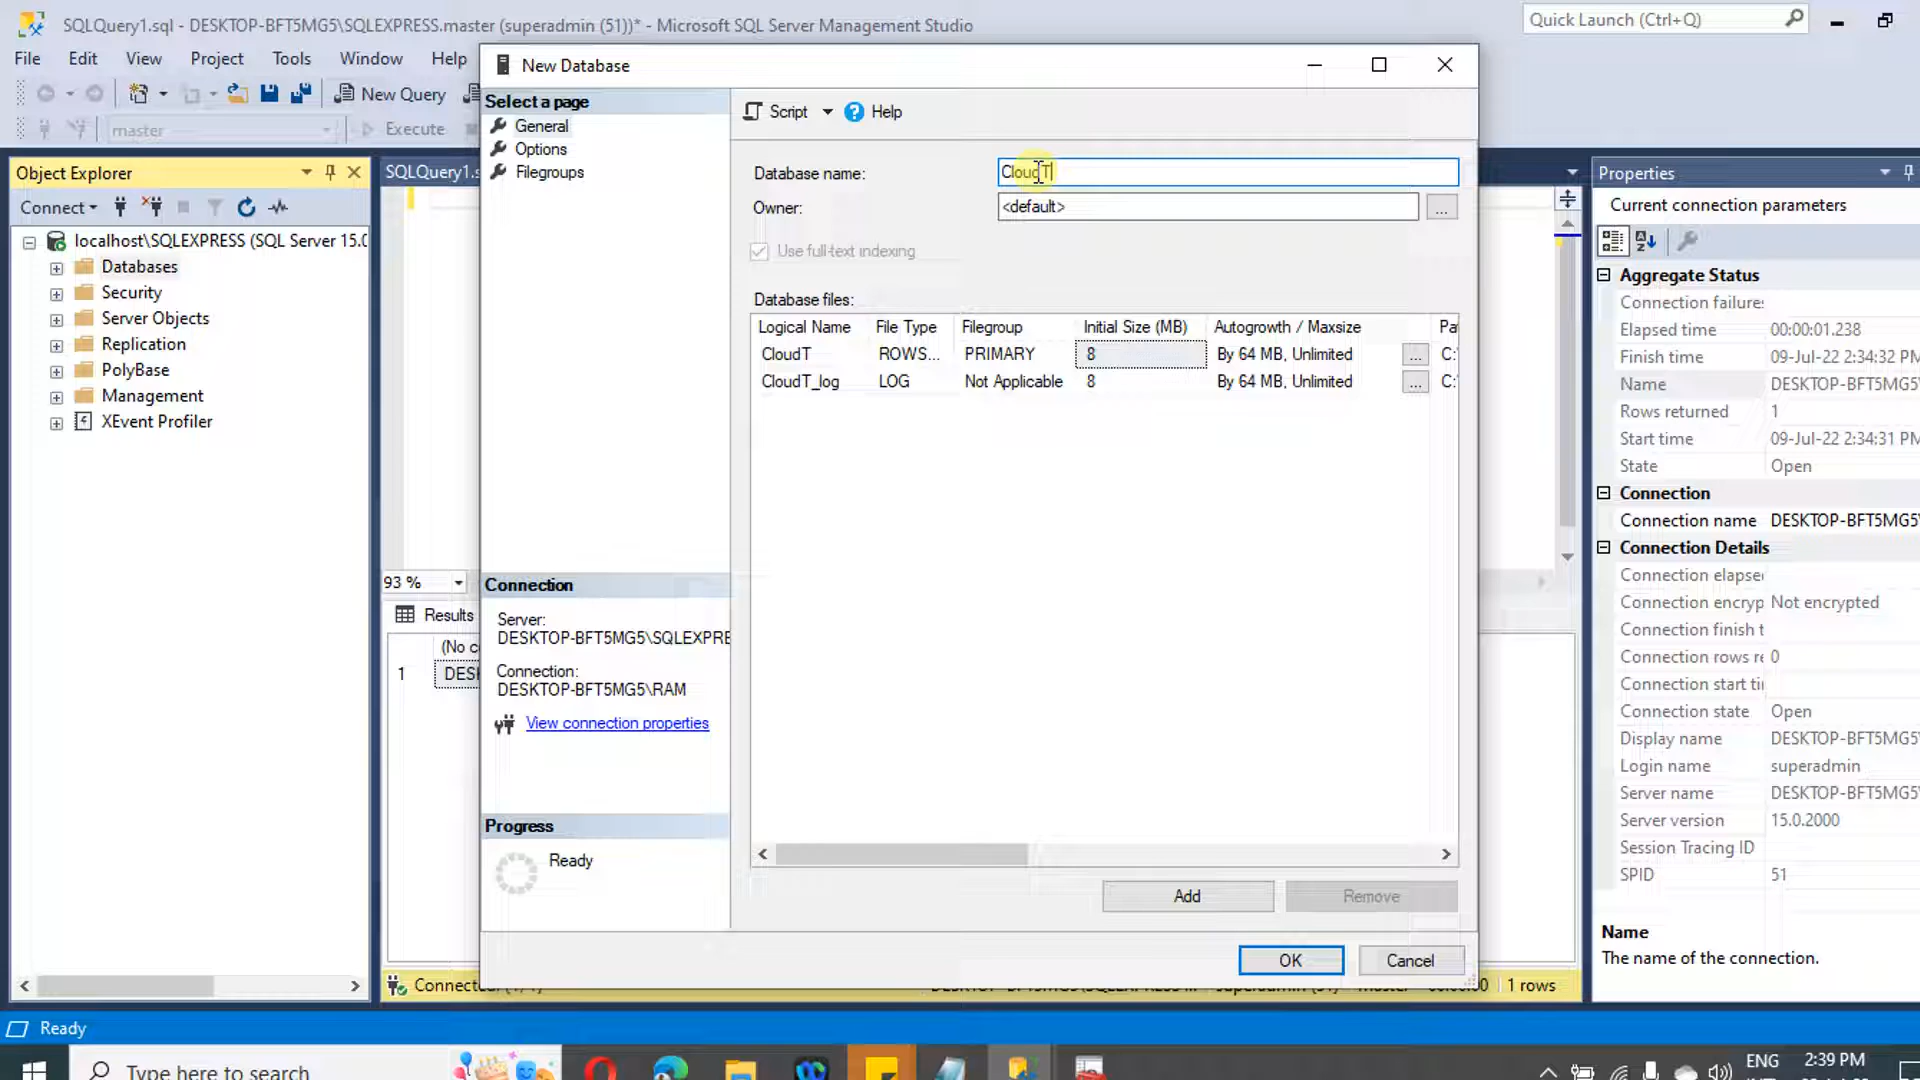 SQLQuery1.sql - DESKTOP-BFT5MG5\SQLEXPRESS.master (superadmin (51))* - Microsoft SQL Server Management Studio
Quick Launch (Ctrl+Q)
File Edit View Project Tools Window Help
New Query
master
Execute
Object Explorer
Connect
localhost\SQLEXPRESS (SQL Server 15.0
Databases
Security
Server Objects
Replication
PolyBase
Management
XEvent Profiler
SQLQuery1.s
93 %
Results
(No c
1 DESK
New Database
Select a page
General
Options
Filegroups
Connection
Server:
DESKTOP-BFT5MG5\SQLEXPRE
Connection:
DESKTOP-BFT5MG5\RAM
View connection properties
Progress
Ready
Script Help
Database name: CloudT
Owner: <default> ...
Use full-text indexing
Database files:
Logical Name File Type Filegroup Initial Size (MB) Autogrowth / Maxsize Pa
CloudT ROWS... PRIMARY 8 By 64 MB, Unlimited ... C:
CloudT_log LOG Not Applicable 8 By 64 MB, Unlimited ... C:
Add Remove
OK Cancel
1 rows
Properties
Current connection parameters
Aggregate Status
Connection failures
Elapsed time 00:00:01.238
Finish time 09-Jul-22 2:34:32 PM
Name DESKTOP-BFT5MG5\
Rows returned 1
Start time 09-Jul-22 2:34:31 PM
State Open
Connection
Connection name DESKTOP-BFT5MG5\
Connection Details
Connection elapsed
Connection encryp Not encrypted
Connection finish t
Connection rows re 0
Connection start ti
Connection state Open
Display name DESKTOP-BFT5MG5\
Login name superadmin
Server name DESKTOP-BFT5MG5\
Server version 15.0.2000
Session Tracing ID
SPID 51
Name
The name of the connection.
Ready
Type here to search
ENG 2:39 PM